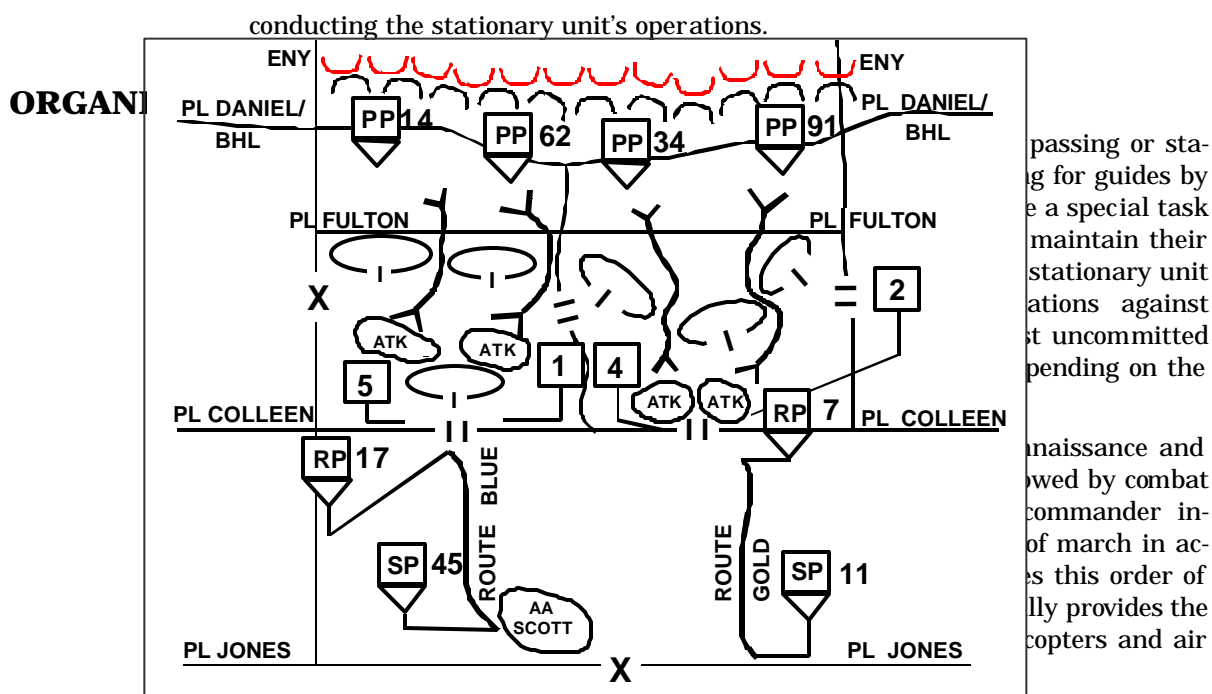 conducting the stationary unit's operations.
ENY ENY
ORGANI
PL DANIEL/ BHL
PP 14
PP 62
PP 34
PP 91
PL DANIEL/ BHL
passing or sta-
for guides by
a special task
PL FULTON PL FULTON
maintain their
stationary unit
X
2
ations against
ATK ATK
uncommitted
5 1 4
pending on the
ATK ATK
RP 7
PL COLLEEN PL COLLEEN
RP 17
nnaissance and
owed by combat
commander in-
of march in ac-
ROUTE BLUE
ROUTE GOLD
SP 45
SP 11
this order of
AA SCOTT
lly provides the
copters and air
PL JONES PL JONES
X